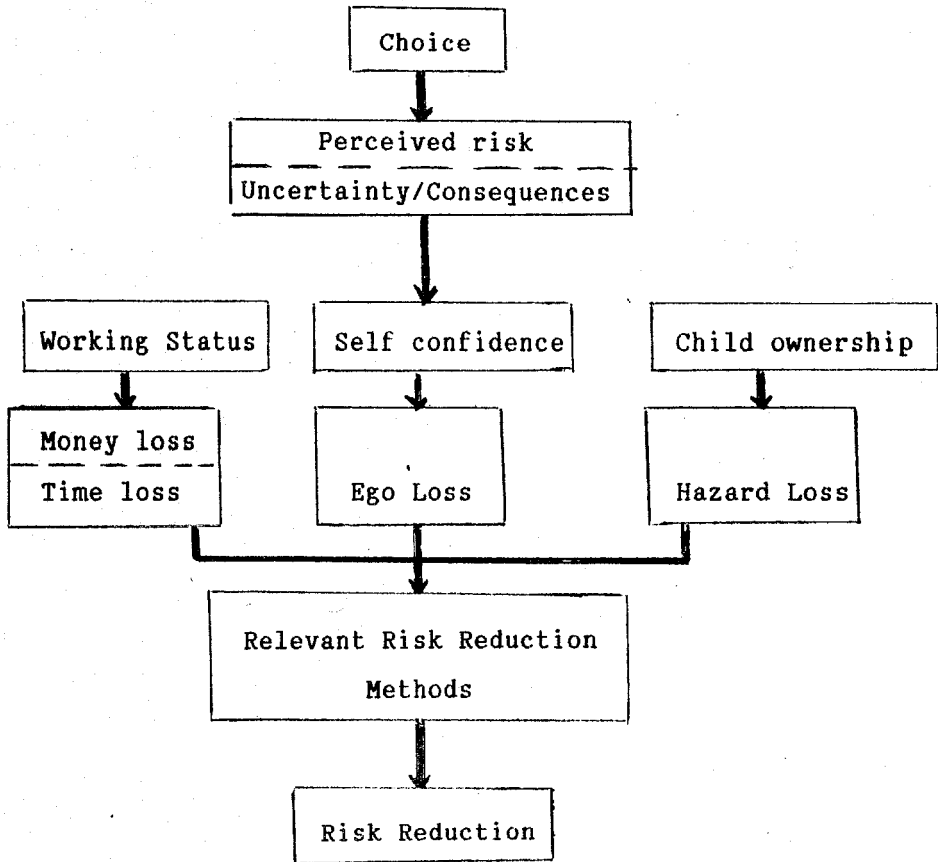 Choice
Perceived risk
Uncertainty/Consequences
Working Status
Self confidence
Child ownership
Money loss
Time loss
Ego Loss
Hazard Loss
Relevant Risk Reduction
Methods
Risk Reduction